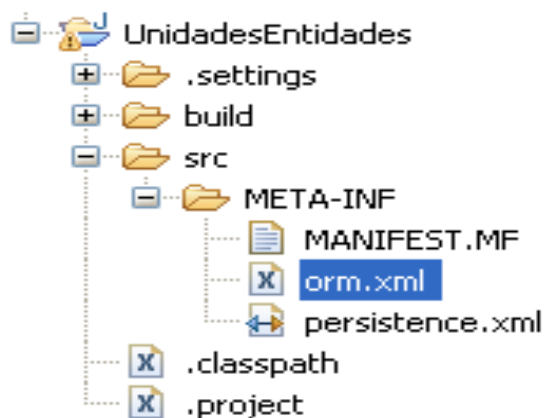 UnidadesEntidades
.settings
build
src
META-INF
MANIFEST.MF
orm.xml
persistence.xml
.classpath
.project